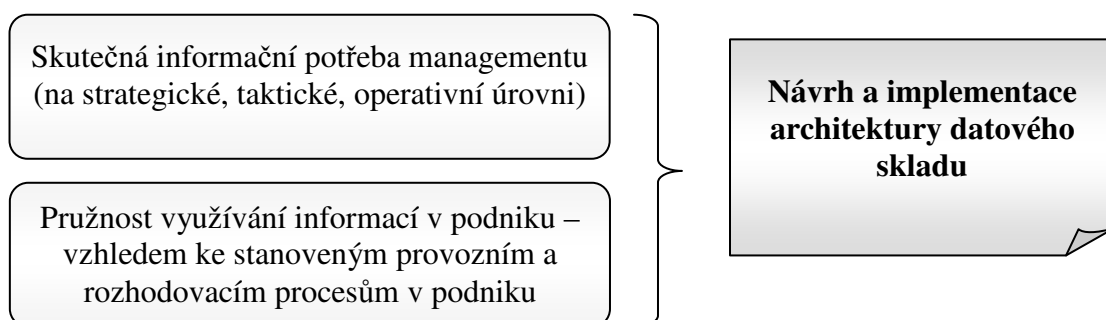 Skutečná informační potřeba managementu
(na strategické, taktické, operativní úrovni)
Pružnost využívání informací v podniku –
vzhledem ke stanoveným provozním a
rozhodovacím procesům v podniku
Návrh a implementace
architektury datového
skladu